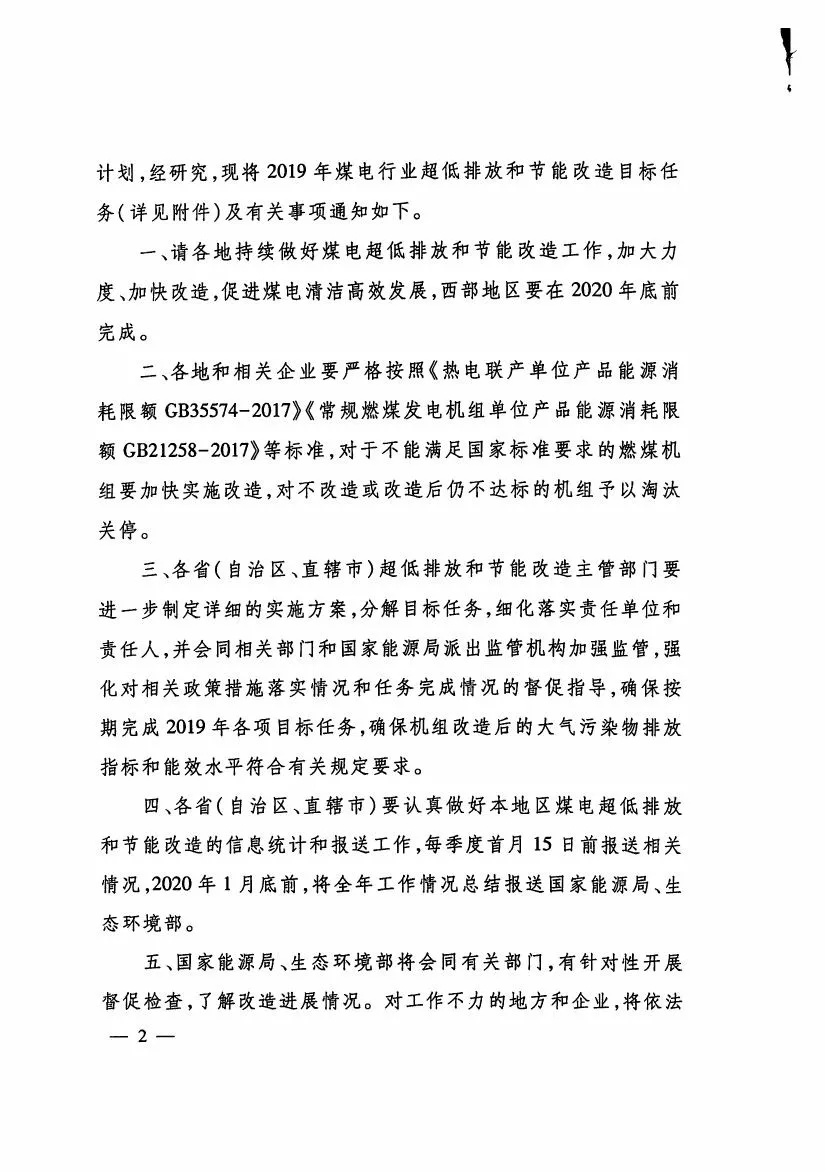 计划,经研究,现将 2019 年煤电行业超低排放和节能改造目标任
务(详见附件)及有关事项通知如下。
一、请各地持续做好煤电超低排放和节能改造工作,加大力
度、加快改造,促进煤电清洁高效发展,西部地区要在 2020 年底前
完成。
二、各地和相关企业要严格按照《热电联产单位产品能源消
耗限额 GB35574-2017》《常规燃煤发电机组单位产品能源消耗限
额 GB21258-2017》等标准,对于不能满足国家标准要求的燃煤机
组要加快实施改造,对不改造或改造后仍不达标的机组予以淘汰
关停。
三、各省(自治区、直辖市)超低排放和节能改造主管部门要
进一步制定详细的实施方案,分解目标任务,细化落实责任单位和
责任人,并会同相关部门和国家能源局派出监管机构加强监管,强
化对相关政策措施落实情况和任务完成情况的督促指导,确保按
期完成 2019 年各项目标任务,确保机组改造后的大气污染物排放
指标和能效水平符合有关规定要求。
四、各省(自治区、直辖市)要认真做好本地区煤电超低排放
和节能改造的信息统计和报送工作,每季度首月 15 日前报送相关
情况,2020 年 1 月底前,将全年工作情况总结报送国家能源局、生
态环境部。
五、国家能源局、生态环境部将会同有关部门,有针对性开展
督促检查,了解改造进展情况。对工作不力的地方和企业,将依法
— 2 —